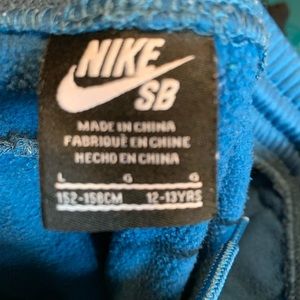 NIKE
SB
MADE IN CHINA
FABRIQUÉ EN CHINE
HECHO EN CHINA
L G G
152-158CM 12-13YRS